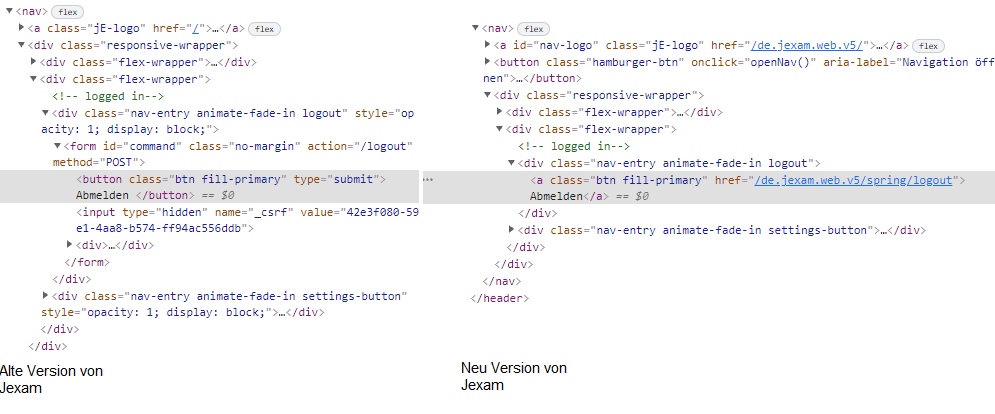 <nav> flex
<a class="jE-logo" href="/">…</a> flex
<div class="responsive-wrapper">
<div class="flex-wrapper">…</div>
<div class="flex-wrapper">
<!-- logged in-->
<div class="nav-entry animate-fade-in logout" style="op
acity: 1; display: block;">
<form id="command" class="no-margin" action="/logout"
method="POST">
<button class="btn fill-primary" type="submit">
Abmelden </button> == $0
<input type="hidden" name="_csrf" value="42e3f080-59
e1-4aa8-b574-ff94ac556ddb">
<div>…</div>
</form>
</div>
<div class="nav-entry animate-fade-in settings-button"
style="opacity: 1; display: block;">…</div>
</div>
</div>
Alte Version von
Jexam
<nav> flex
<a id="nav-logo" class="jE-logo" href="/de.jexam.web.v5/">…</a> flex
<button class="hamburger-btn" onclick="openNav()" aria-label="Navigation öff
nen">…</button>
<div class="responsive-wrapper">
<div class="flex-wrapper">…</div>
<div class="flex-wrapper">
<!-- logged in-->
<div class="nav-entry animate-fade-in logout">
<a class="btn fill-primary" href="/de.jexam.web.v5/spring/logout">
Abmelden</a> == $0
</div>
<div class="nav-entry animate-fade-in settings-button">…</div>
</div>
</div>
</nav>
</header>
Neu Version von
Jexam